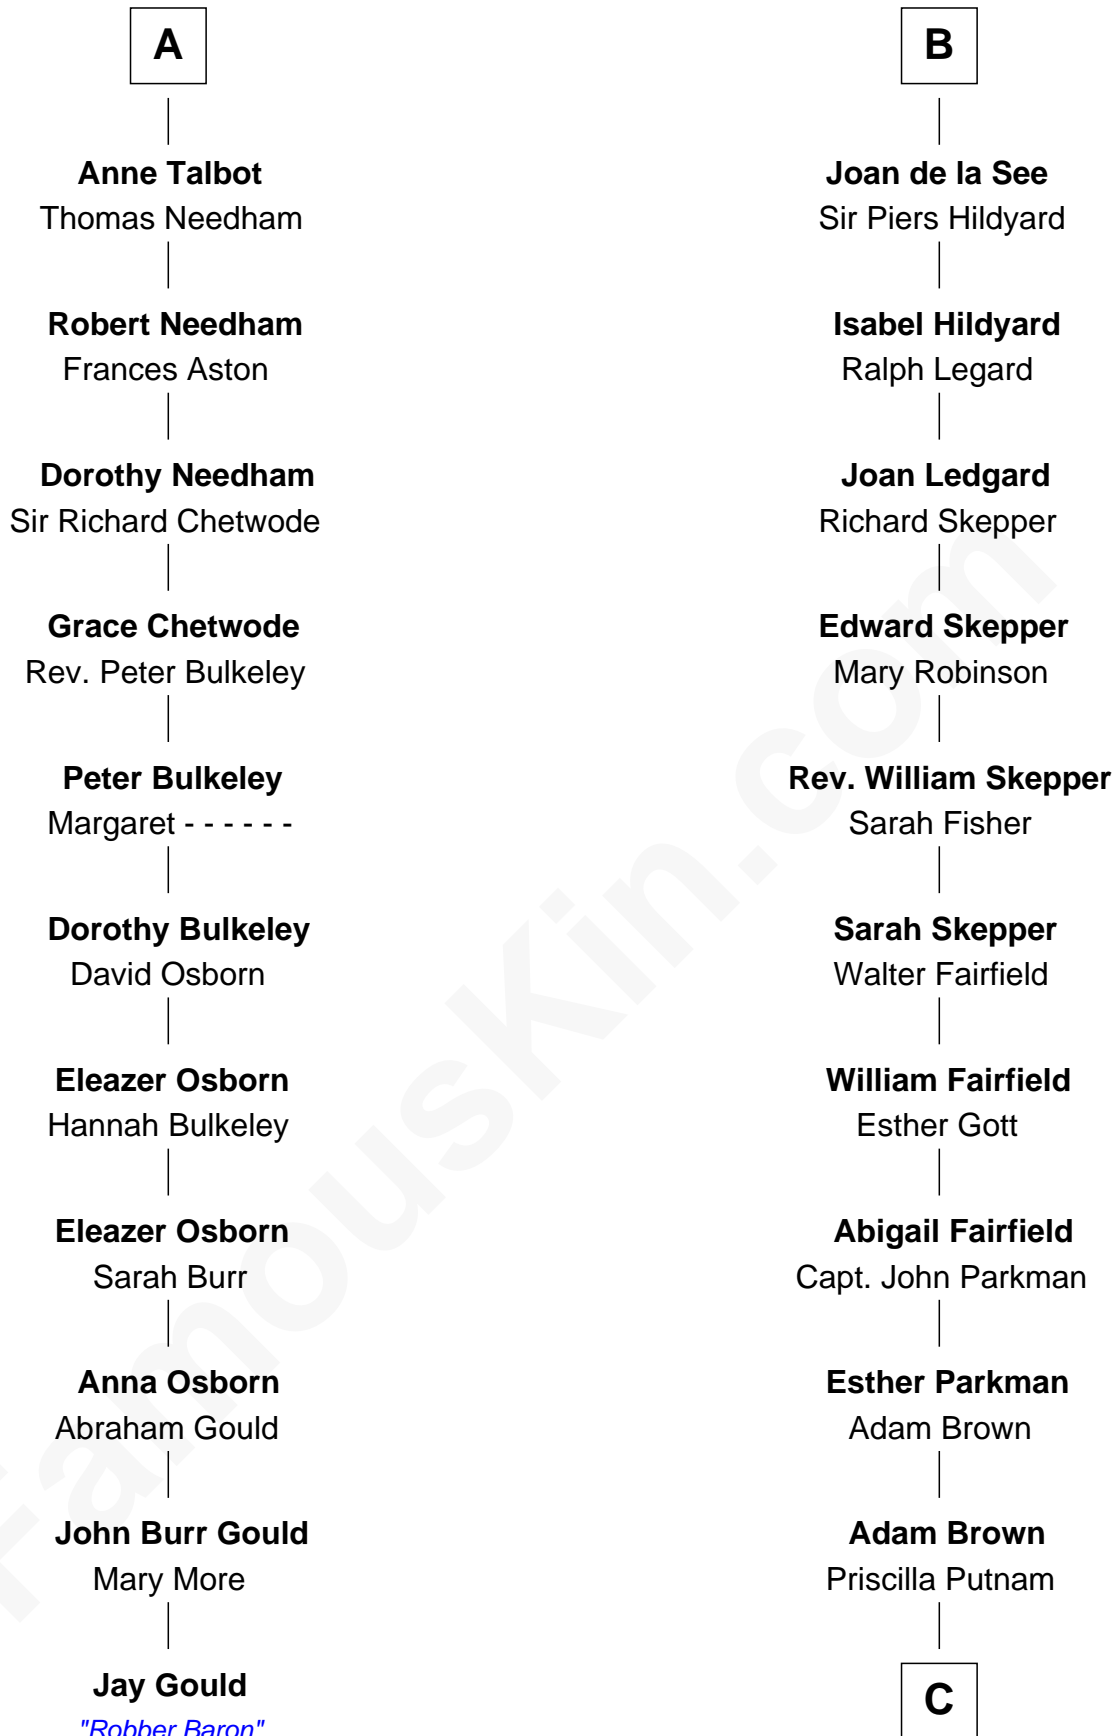 A
Anne Talbot
Thomas Needham
Robert Needham
Frances Aston
Dorothy Needham
Sir Richard Chetwode
Grace Chetwode
Rev. Peter Bulkeley
Peter Bulkeley
Margaret - - - - - -
Dorothy Bulkeley
David Osborn
Eleazer Osborn
Hannah Bulkeley
Eleazer Osborn
Sarah Burr
Anna Osborn
Abraham Gould
John Burr Gould
Mary More
Jay Gould
"Robber Baron"
B
Joan de la See
Sir Piers Hildyard
Isabel Hildyard
Ralph Legard
Joan Ledgard
Richard Skepper
Edward Skepper
Mary Robinson
Rev. William Skepper
Sarah Fisher
Sarah Skepper
Walter Fairfield
William Fairfield
Esther Gott
Abigail Fairfield
Capt. John Parkman
Esther Parkman
Adam Brown
Adam Brown
Priscilla Putnam
C
FamousKin.com